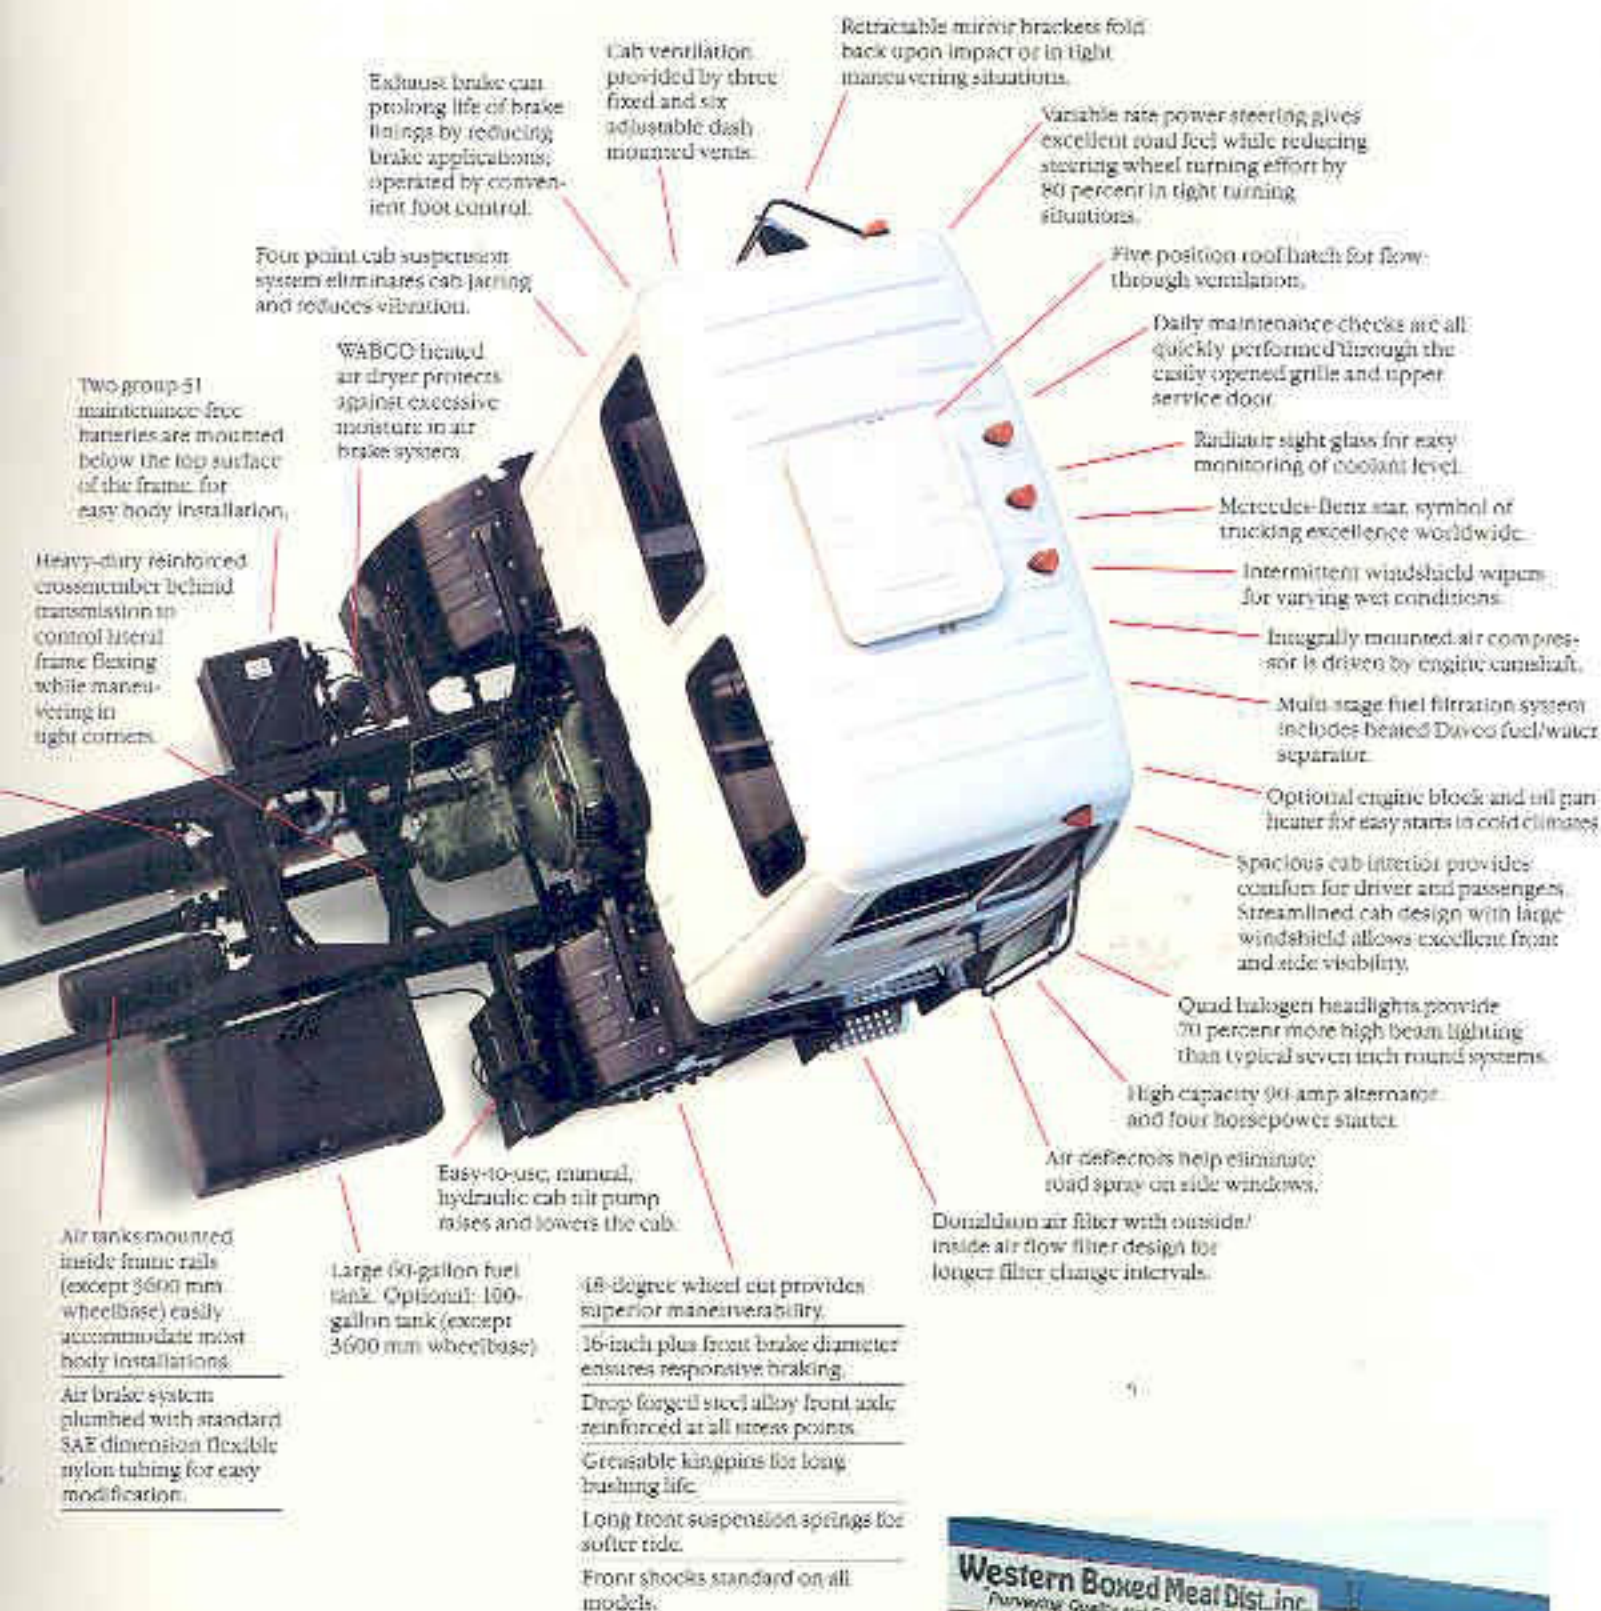 Retractable mirror brackets fold
back upon impact or in tight
maneuvering situations.
Cab ventilation
provided by three
fixed and six
adjustable dash
mounted vents.
Exhaust brake can
prolong life of brake
linings by reducing
brake applications,
operated by conven-
ient foot control.
Variable rate power steering gives
excellent road feel while reducing
steering wheel turning effort by
80 percent in tight turning
situations.
Four point cab suspension
system eliminates cab jarring
and reduces vibration.
Five position roof hatch for flow-
through ventilation.
WABCO heated
air dryer protects
against excessive
moisture in air
brake system.
Daily maintenance checks are all
quickly performed through the
easily opened grille and upper
service door.
Two group 31
maintenance-free
batteries are mounted
below the top surface
of the frame, for
easy body installation.
Radiator sight glass for easy
monitoring of coolant level.
Mercedes-Benz star, symbol of
trucking excellence worldwide.
Heavy-duty reinforced
crossmember behind
transmission to
control lateral
frame flexing
while maneu-
vering in
tight corners.
Intermittent windshield wipers
for varying wet conditions.
Integrally mounted air compres-
sor is driven by engine camshaft.
Multi-stage fuel filtration system
includes heated Davco fuel/water
separator.
Optional engine block and oil pan
heater for easy starts in cold climates
Spacious cab interior provides
comfort for driver and passengers.
Streamlined cab design with large
windshield allows excellent front
and side visibility.
Quad halogen headlights provide
70 percent more high beam lighting
than typical seven inch round systems.
High capacity 90-amp alternator
and four horsepower starter.
Air deflectors help eliminate
road spray on side windows.
Donaldson air filter with outside/
inside air flow filter design for
longer filter change intervals.
Easy-to-use, manual,
hydraulic cab tilt pump
raises and lowers the cab.
Air tanks mounted
inside frame rails
(except 3600 mm
wheelbase) easily
accommodate most
body installations.
Air brake system
plumbed with standard
SAE dimension flexible
nylon tubing for easy
modification.
Large 60-gallon fuel
tank. Optional: 100-
gallon tank (except
3600 mm wheelbase)
48-degree wheel cut provides
superior maneuverability.
16-inch plus front brake diameter
ensures responsive braking.
Drop forged steel alloy front axle
reinforced at all stress points.
Greasable kingpins for long
bushing life.
Long front suspension springs for
softer ride.
Front shocks standard on all
models.
Western Boxed Meat Dist. inc.